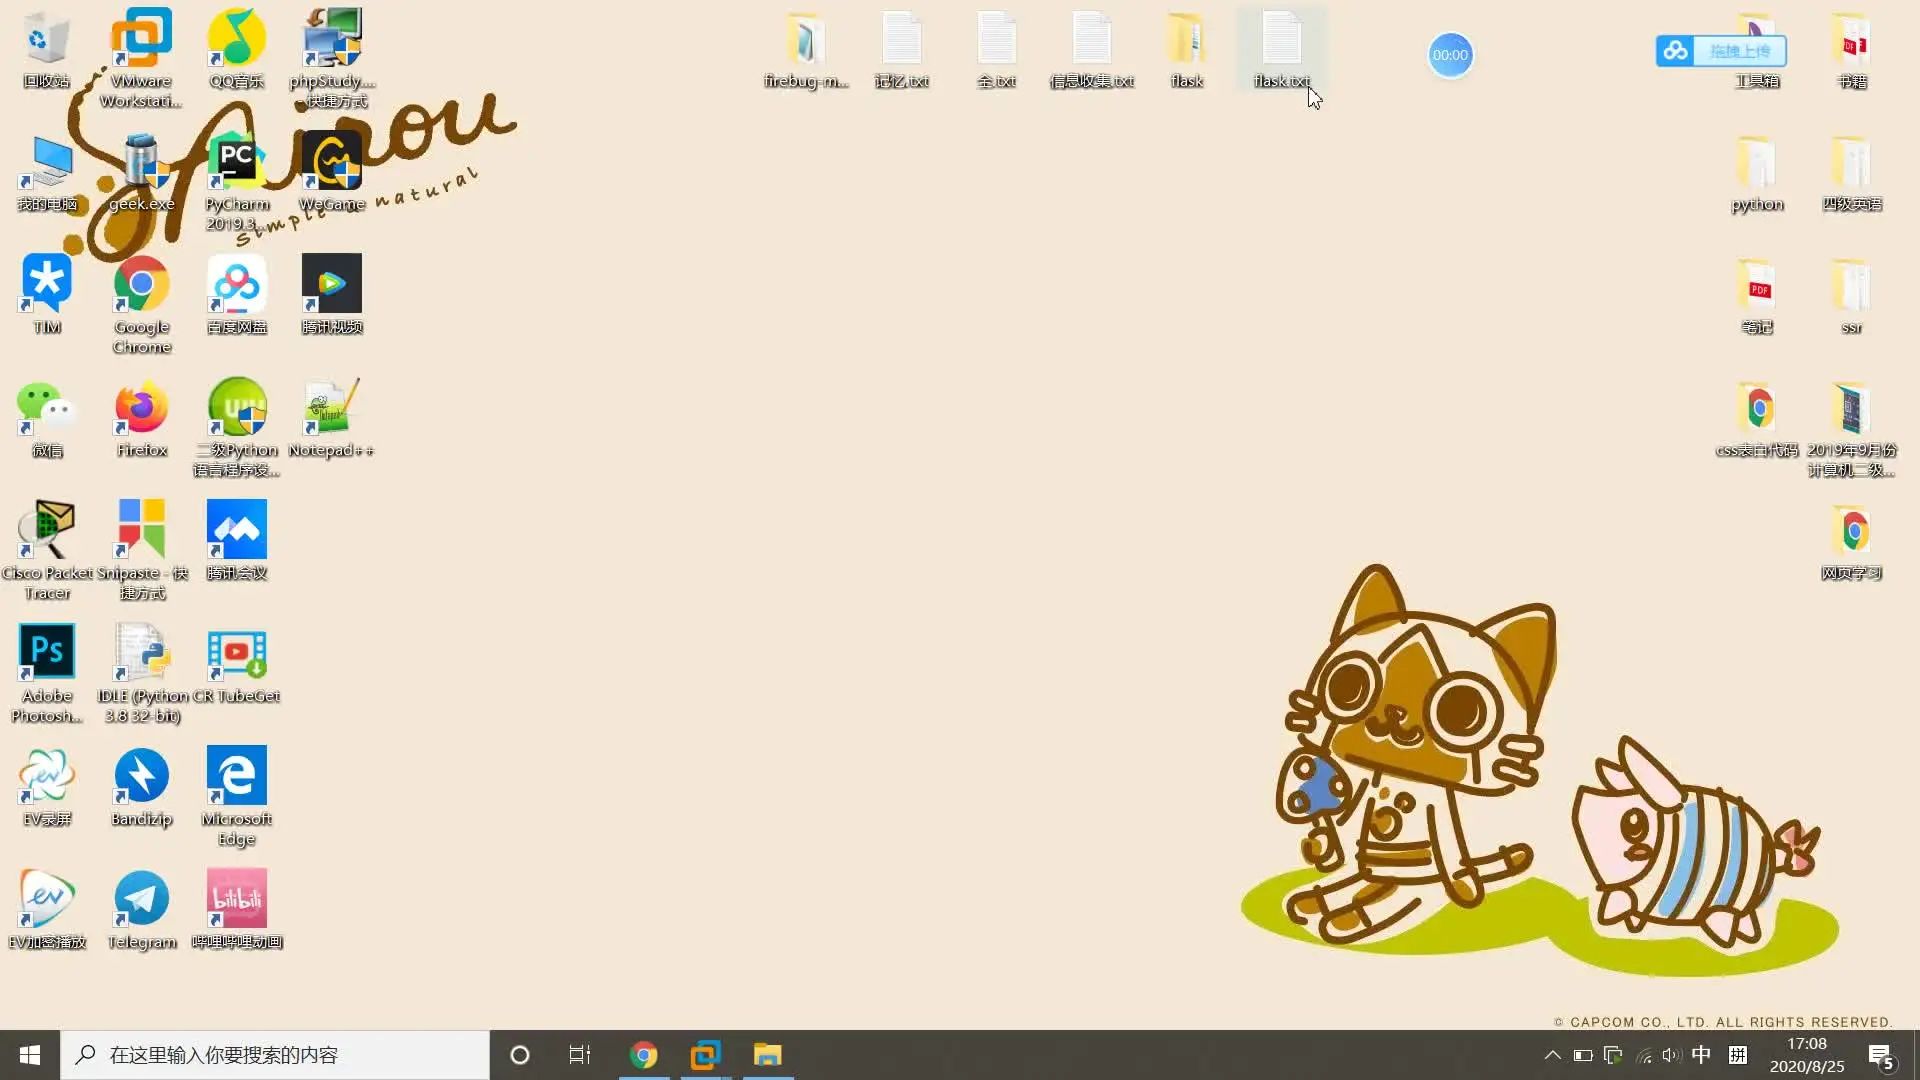 回收站
VMware
Workstati...
QQ音乐
phpStudy....
- 快捷方式
firebug-m...
记忆.txt
全.txt
信息收集.txt
flask
flask.txt
00:00
拖拽上传
工具箱
书籍
Airou
simple & natural
我的电脑
geek.exe
PC
PyCharm
2019.3...
WeGame
python
四级英语
TIM
Google
Chrome
百度网盘
腾讯视频
PDF
笔记
ssr
微信
Firefox
二级Python
语言程序设...
Notepad++
css表白代码
2019年9月份
计算机二级...
Cisco Packet
Tracer
Snipaste - 快
捷方式
腾讯会议
网页学习
Ps
Adobe
Photosh...
IDLE (Python
3.8 32-bit)
CR TubeGet
EV录屏
Bandizip
Microsoft
Edge
EV加密播放
Telegram
bilibili
哔哩哔哩动画
© CAPCOM CO., LTD. ALL RIGHTS RESERVED.
在这里输入你要搜索的内容
中
拼
17:08
2020/8/25
5